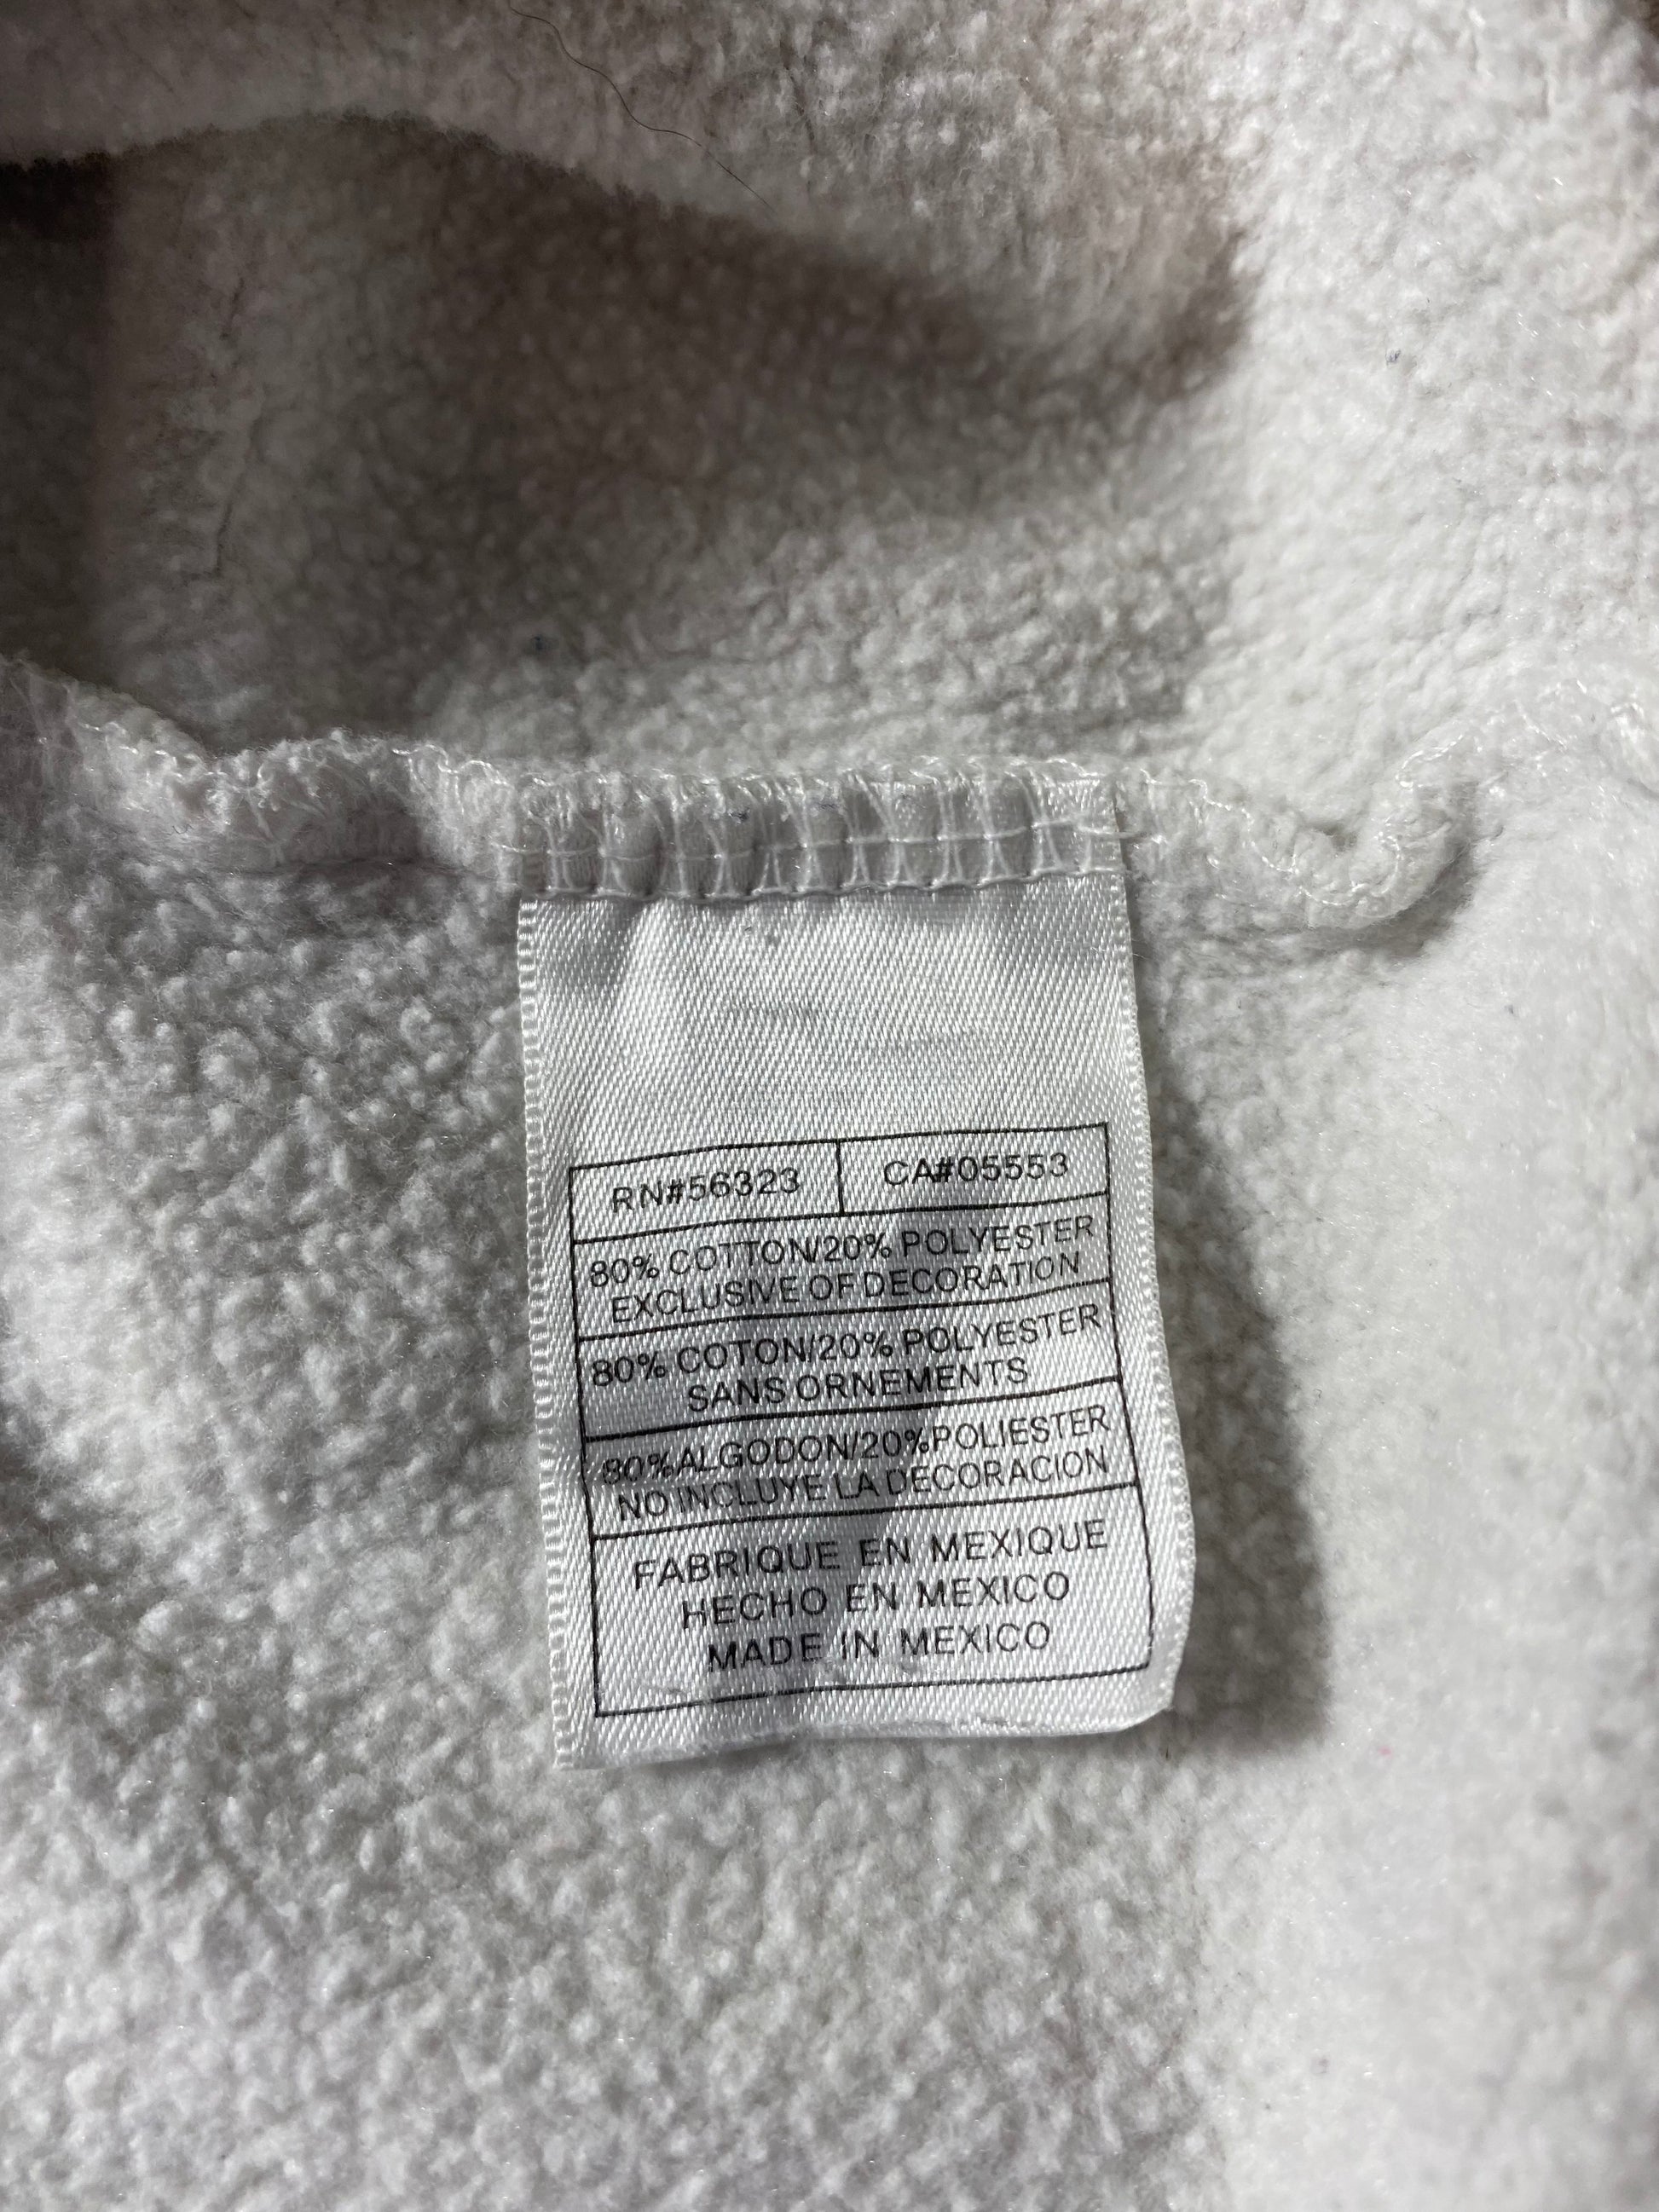 RN#56323 CA#05553
80% COTTON/20% POLYESTER
EXCLUSIVE OF DECORATION
80% COTON/20% POLYESTER
SANS ORNEMENTS
80%ALGODON/20%POLIESTER
NO INCLUYE LA DECORACION
FABRIQUE EN MEXIQUE
HECHO EN MEXICO
MADE IN MEXICO